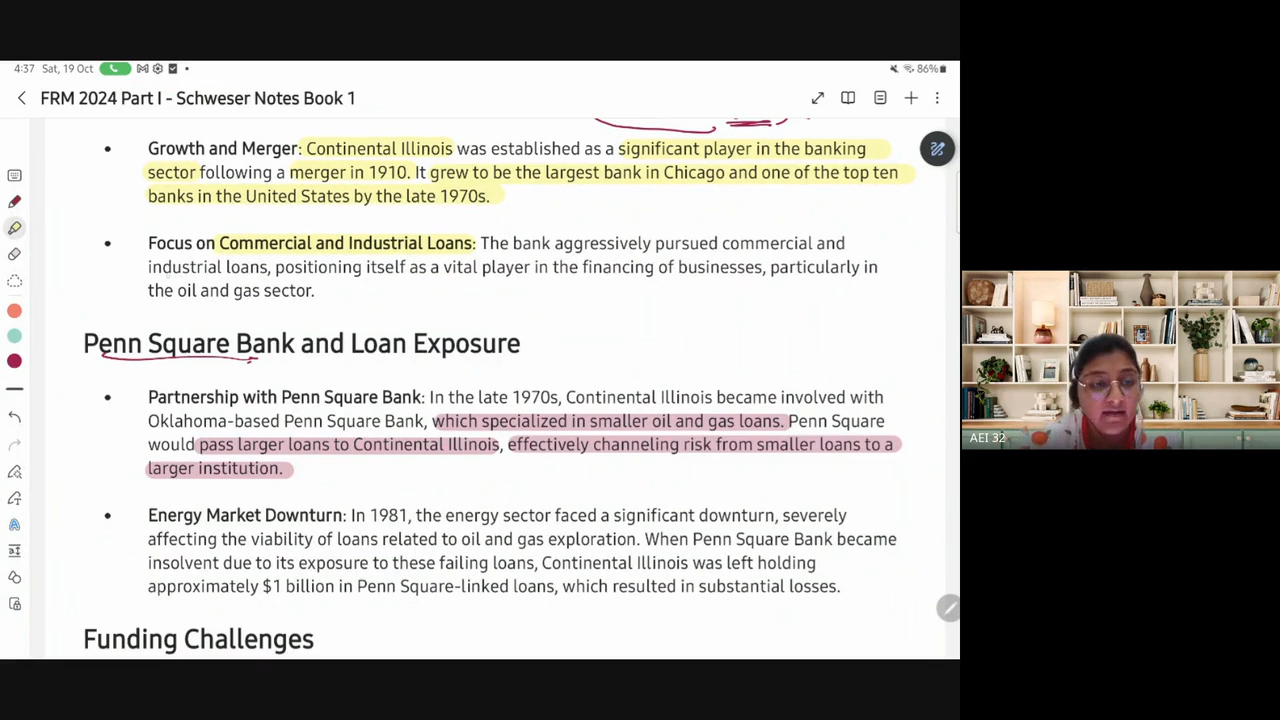 4:37 Sat, 19 Oct
86%
FRM 2024 Part I - Schweser Notes Book 1
• Growth and Merger: Continental Illinois was established as a significant player in the banking
sector following a merger in 1910. It grew to be the largest bank in Chicago and one of the top ten
banks in the United States by the late 1970s.
• Focus on Commercial and Industrial Loans: The bank aggressively pursued commercial and
industrial loans, positioning itself as a vital player in the financing of businesses, particularly in
the oil and gas sector.
Penn Square Bank and Loan Exposure
• Partnership with Penn Square Bank: In the late 1970s, Continental Illinois became involved with
Oklahoma-based Penn Square Bank, which specialized in smaller oil and gas loans. Penn Square
would pass larger loans to Continental Illinois, effectively channeling risk from smaller loans to a
larger institution.
• Energy Market Downturn: In 1981, the energy sector faced a significant downturn, severely
affecting the viability of loans related to oil and gas exploration. When Penn Square Bank became
insolvent due to its exposure to these failing loans, Continental Illinois was left holding
approximately $1 billion in Penn Square-linked loans, which resulted in substantial losses.
Funding Challenges
AEI 32